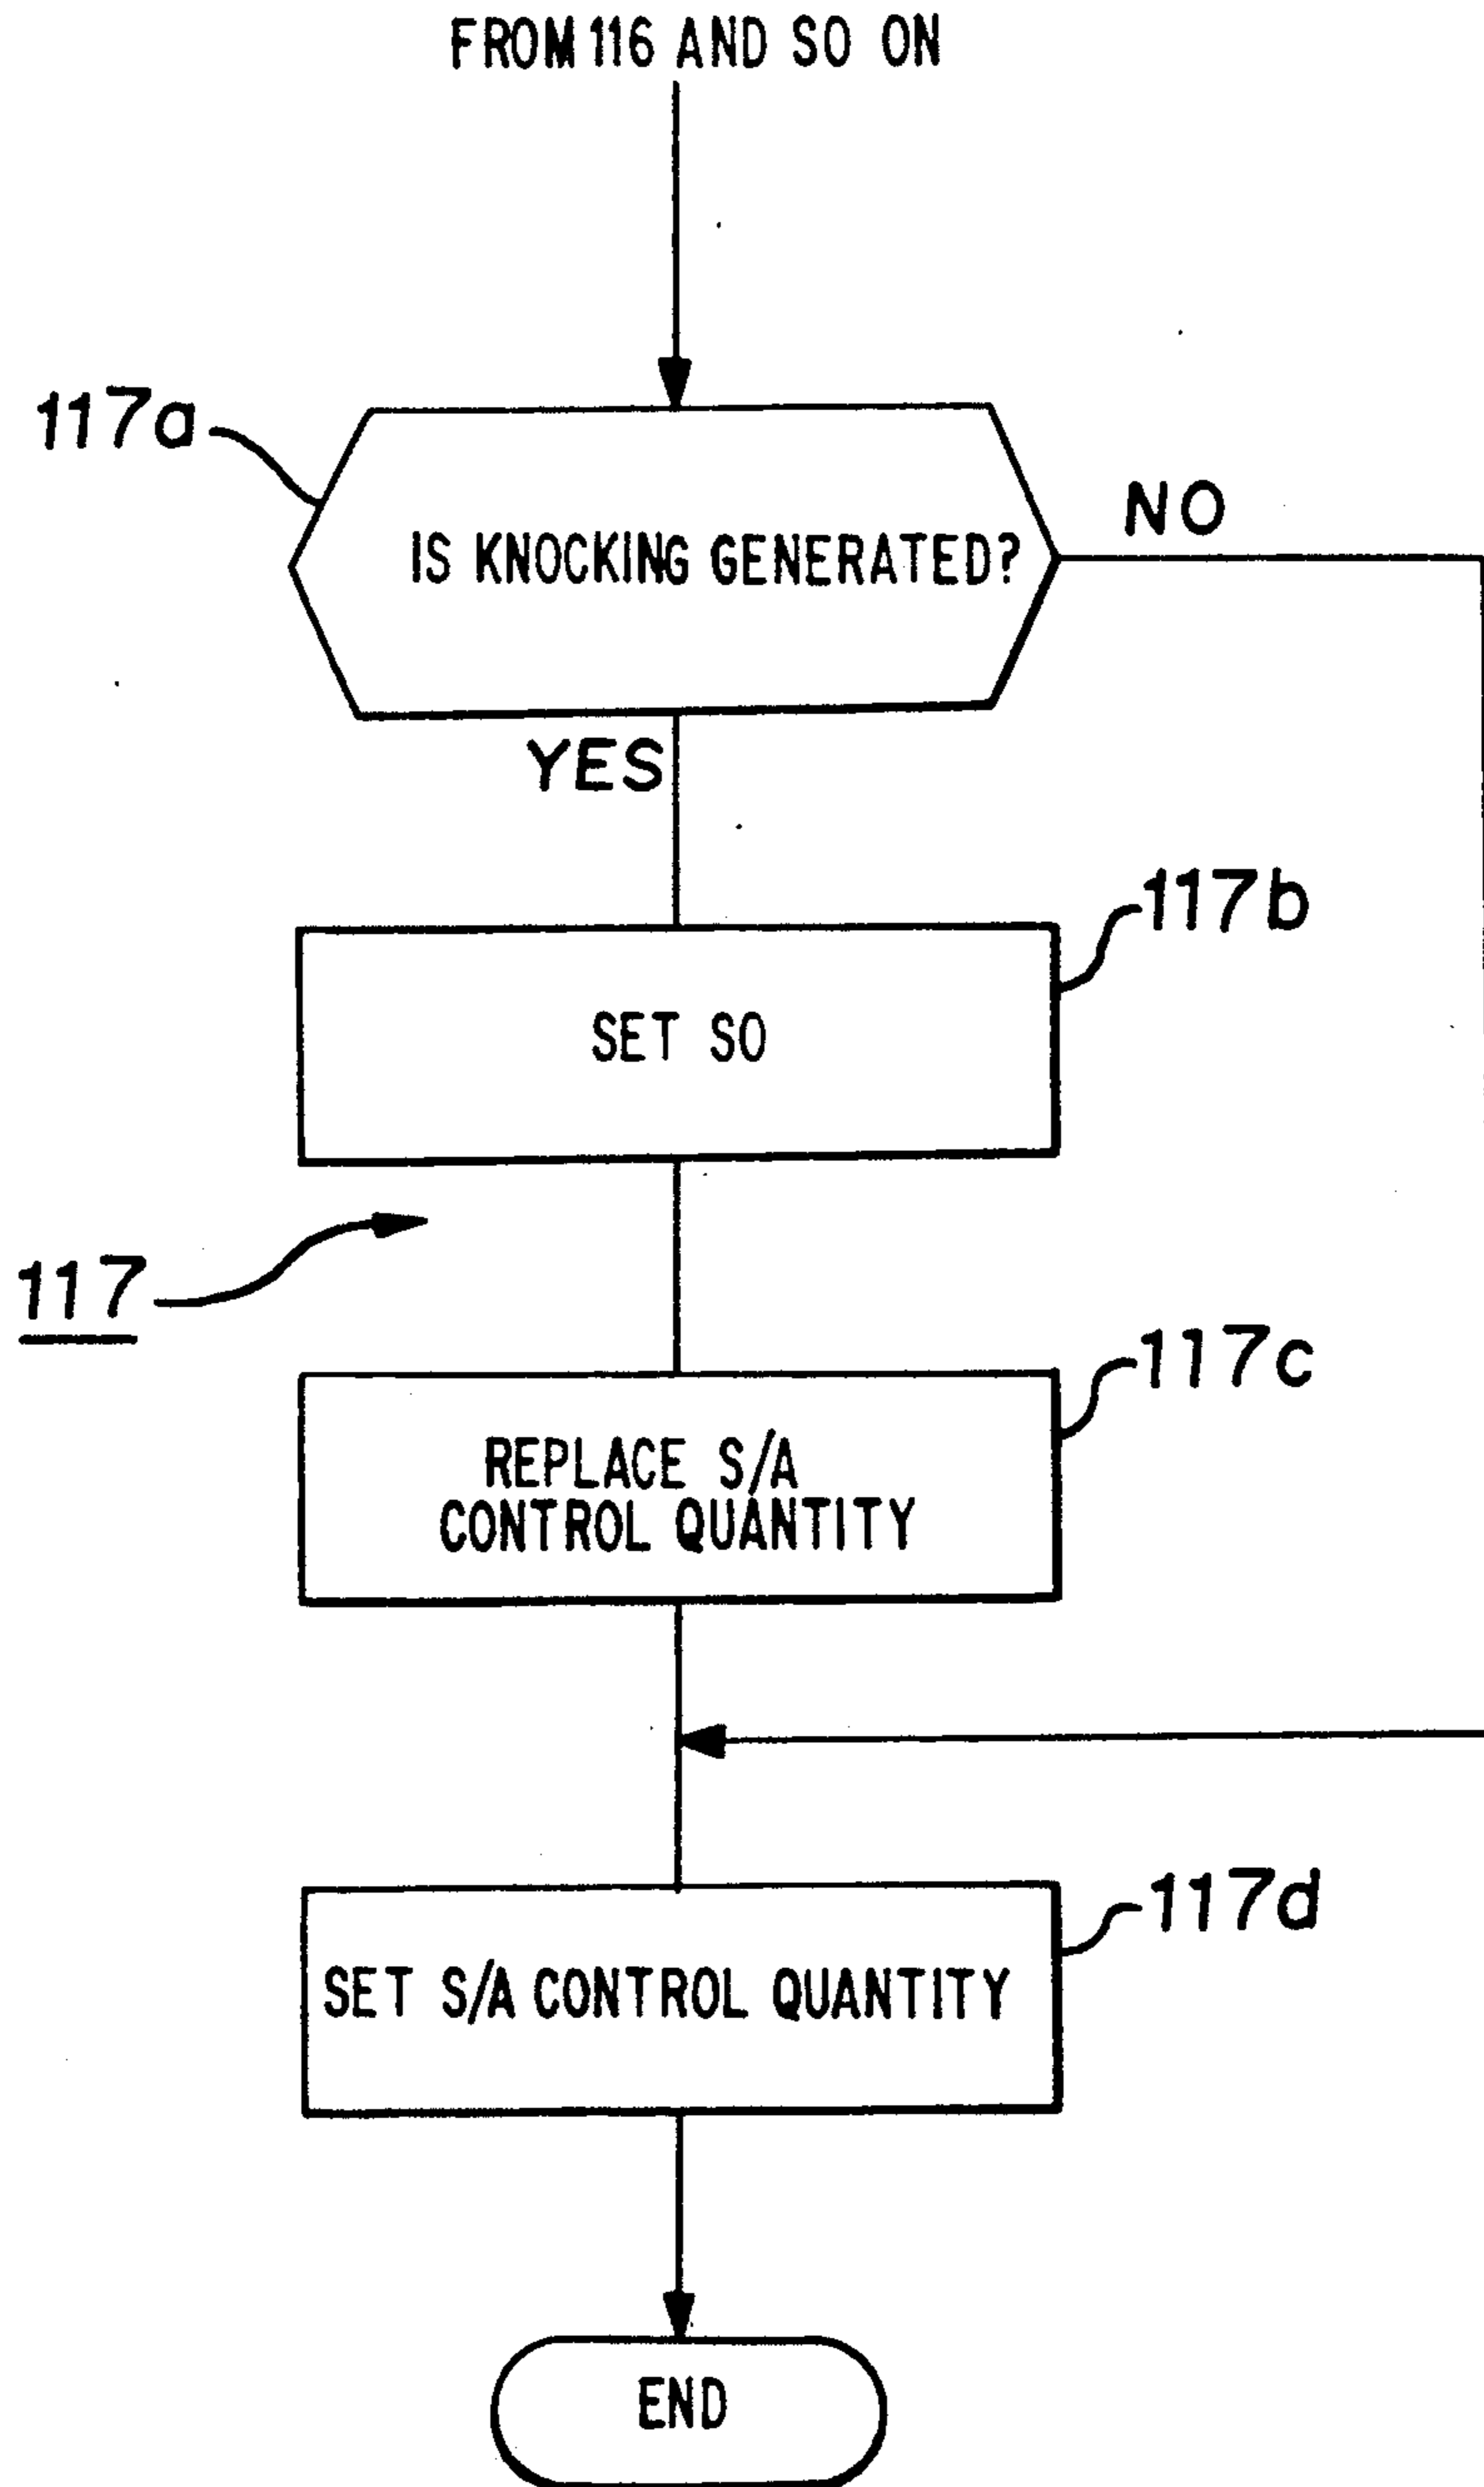 FROM 116 AND SO ON
117a
IS KNOCKING GENERATED?
NO
YES
117b
SET SO
117
117c
REPLACE S/A
CONTROL QUANTITY
117d
SET S/A CONTROL QUANTITY
END